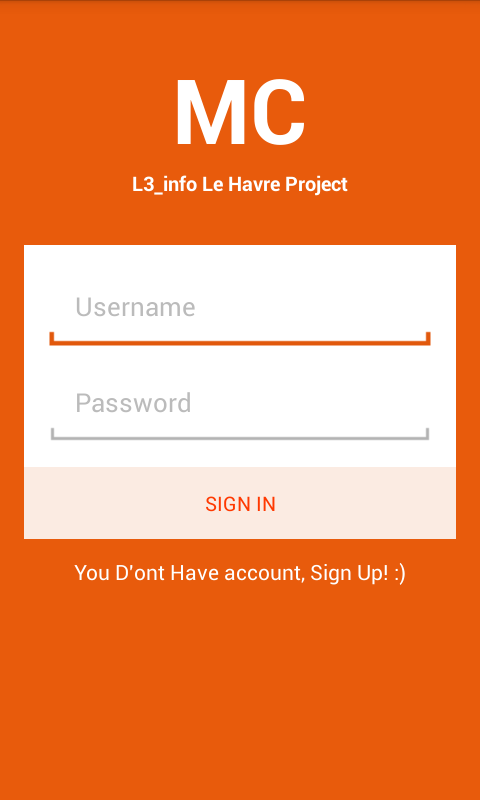 MC
L3_info Le Havre Project
Username
Password
SIGN IN
You D'ont Have account, Sign Up! :)